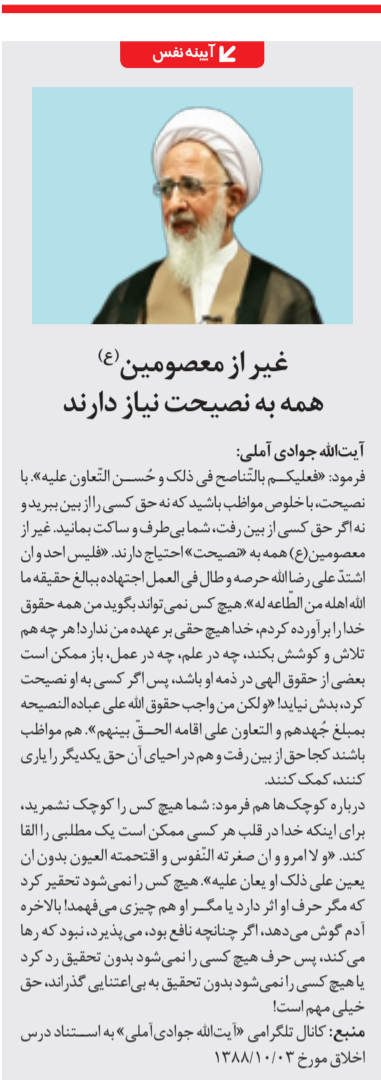 آیینه نفس
غیر از معصومین(ع)
همه به نصیحت نیاز دارند
آیت‌الله جوادی آملی:
فرمود: «فعلیکـم بالتّناصح فی ذلک و حُسـن التّعاون علیه». با
نصیحت، با خلوص مواظب باشید که نه حق کسی را از بین ببرید و
نه اگر حق کسی از بین رفت، شما بی‌طرف و ساکت بمانید. غیر از
معصومین(ع) همه به «نصیحت» احتیاج دارند. «فلیس احد و ان
اشتدّ علی رضا الله حرصه و طال فی العمل اجتهاده ببالغ حقیقه ما
الله اهله من الطّاعه له». هیچ کس نمی‌تواند بگوید من همه حقوق
خدا را برآورده کردم، خدا هیچ حقی بر عهده من ندارد! هر چه هم
تلاش و کوشش بکند، چه در علم، چه در عمل، باز ممکن است
بعضی از حقوق الهی در ذمه او باشد، پس اگر کسی به او نصیحت
کرد، بدش نیاید! «و لکن من واجب حقوق الله علی عباده النصیحه
بمبلغ جُهدهم و التعاون علی اقامه الحـقّ بینهم». هم مواظب
باشند کجا حق از بین رفت و هم در احیای آن حق یکدیگر را یاری
کنند، کمک کنند.
درباره کوچک‌ها هم فرمود: شما هیچ کس را کوچک نشمرید،
برای اینکه خدا در قلب هر کسی ممکن است یک مطلبی را القا
کند. «و لا امرو و ان صغرته النّفوس و اقتحمته العیون بدون ان
یعین علی ذلک او یعان علیه». هیچ کس را نمی‌شود تحقیر کرد
که مگر حرف او اثر دارد یا مگـر او هم چیزی می‌فهمد! بالاخره
آدم گوش می‌دهد، اگر چنانچه نافع بود، می‌پذیرد، نبود که رها
می‌کند، پس حرف هیچ کسی را نمی‌شود بدون تحقیق رد کرد
یا هیچ کسی را نمی‌شود بدون تحقیق به بی‌اعتنایی گذراند، حق
خیلی مهم است!
منبع: کانال تلگرامی «آیت‌الله جوادی آملی» به اسـتناد درس
اخلاق مورخ ۱۳۸۸/۱۰/۰۳